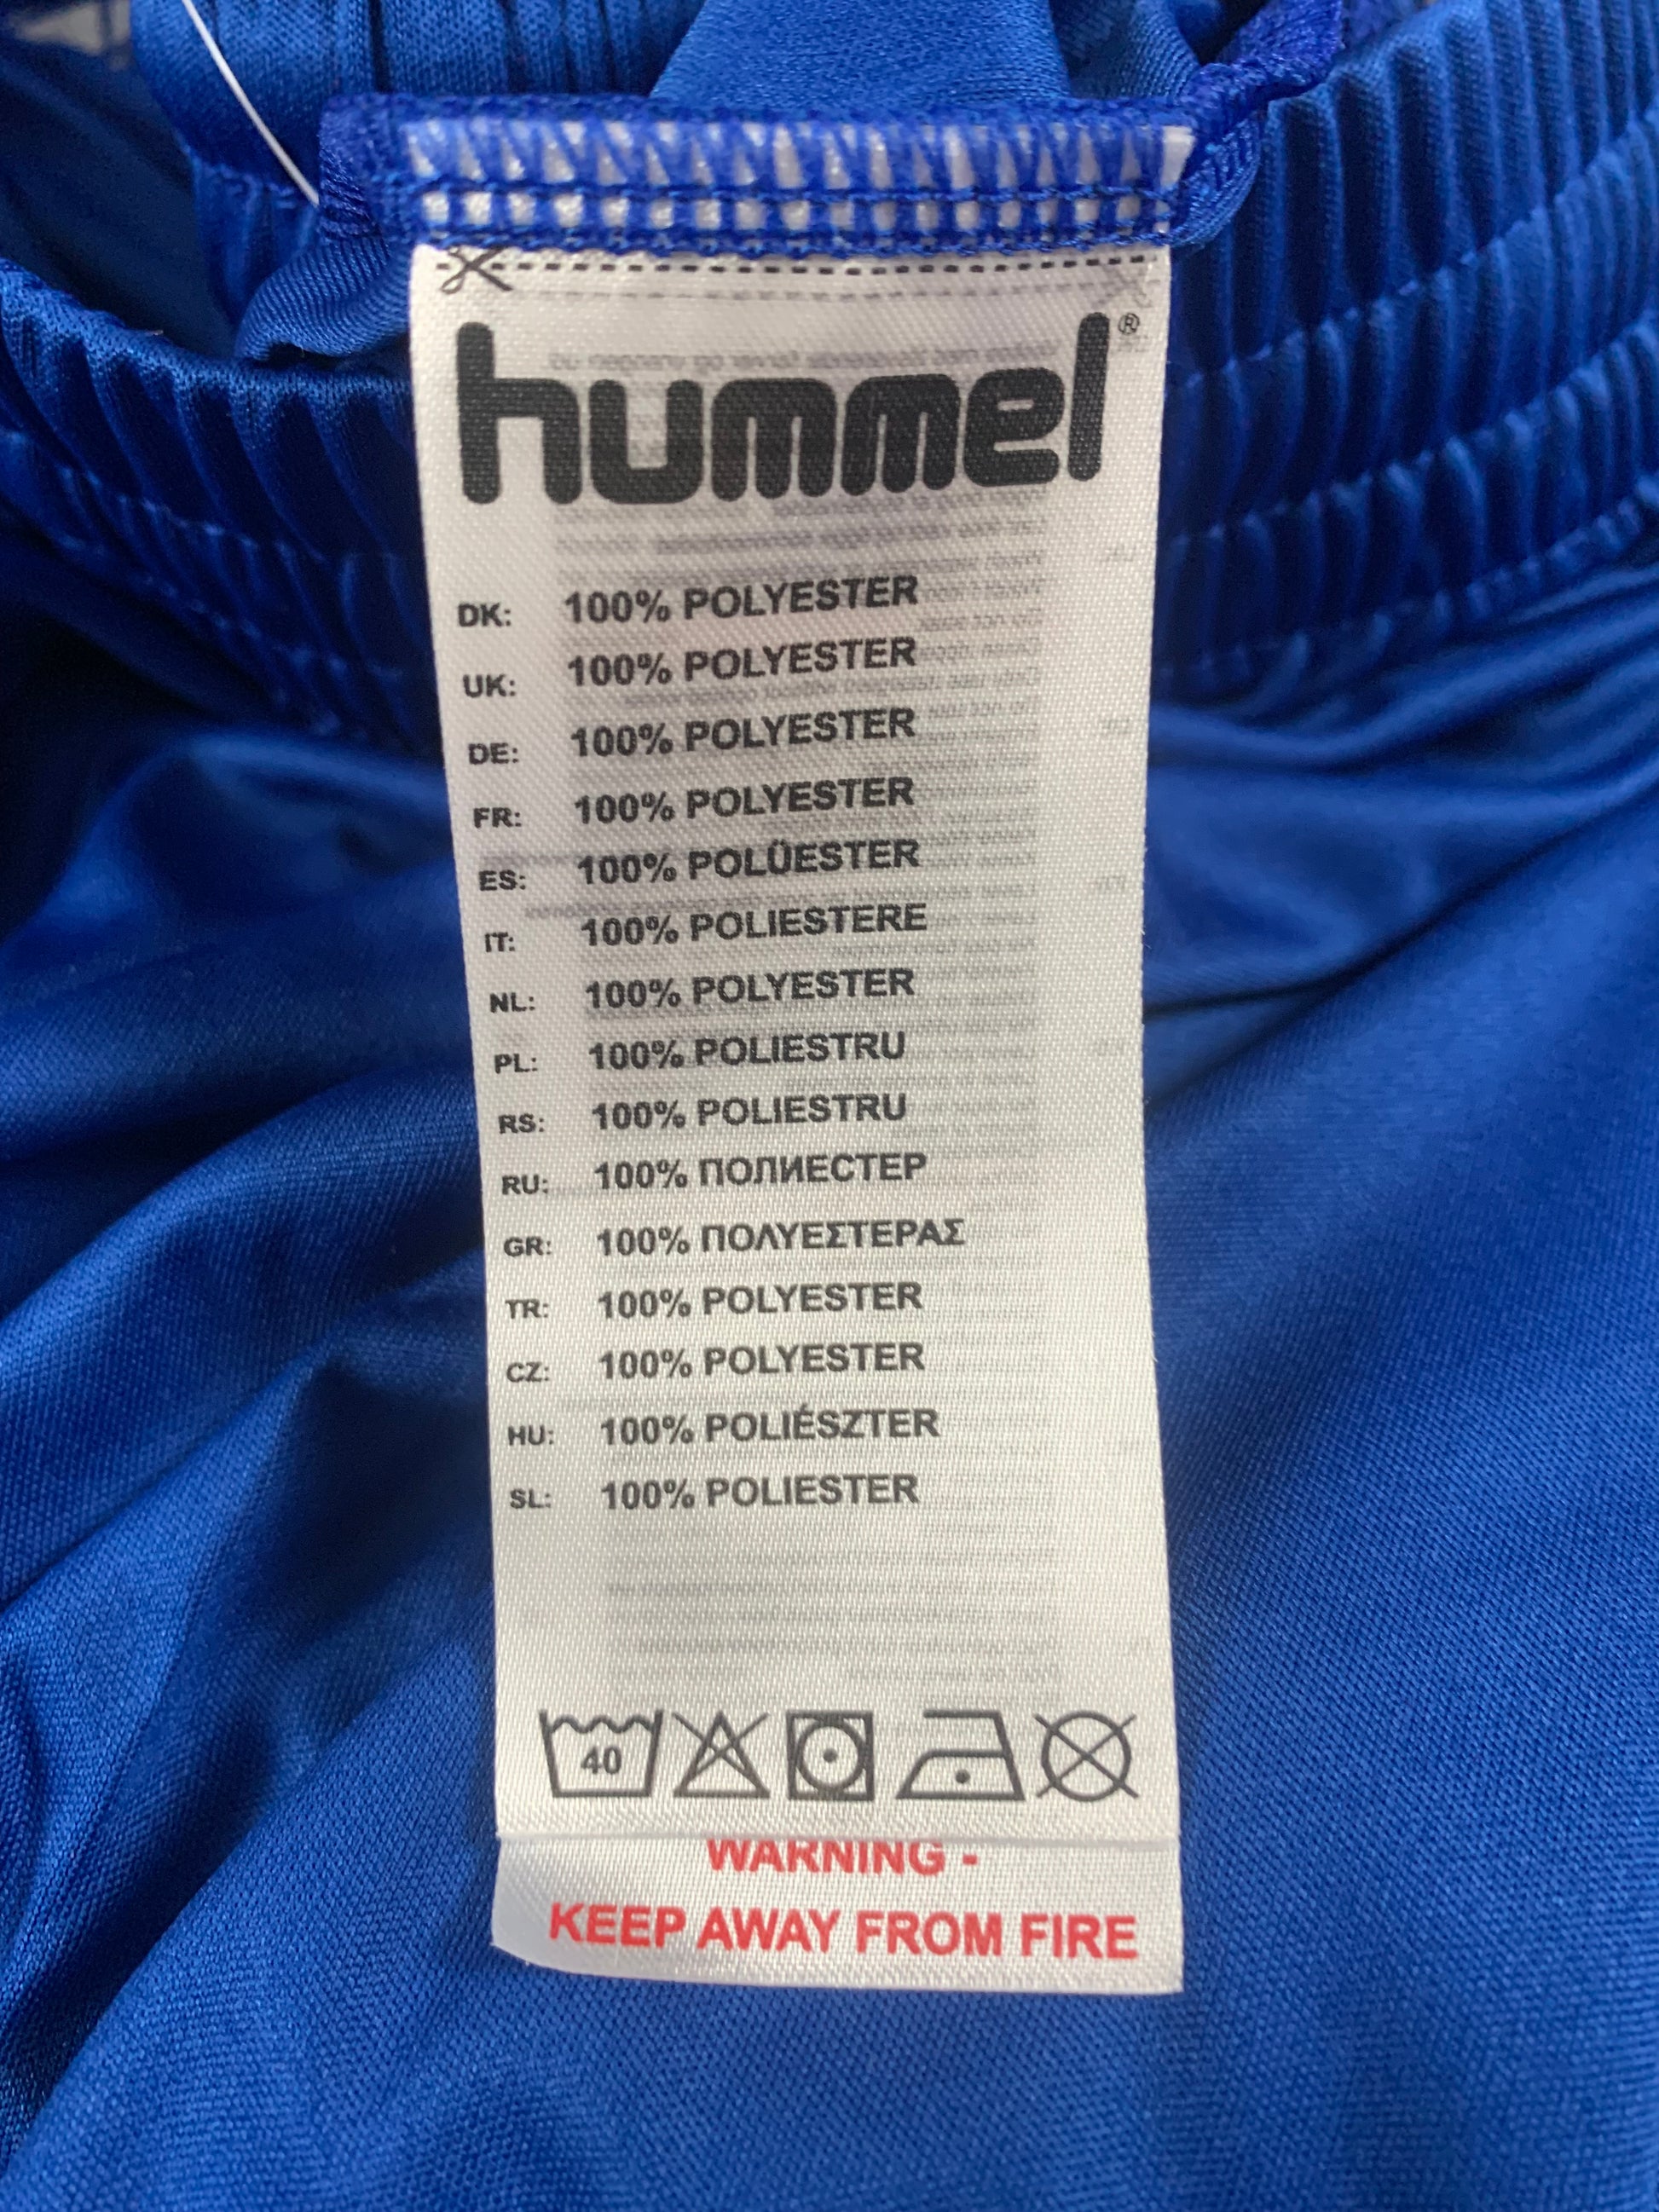 hummel®
DK: 100% POLYESTER
UK: 100% POLYESTER
DE: 100% POLYESTER
FR: 100% POLYESTER
ES: 100% POLÜESTER
IT: 100% POLIESTERE
NL: 100% POLYESTER
PL: 100% POLIESTRU
RS: 100% POLIESTRU
RU: 100% ПОЛИЕСТЕР
GR: 100% ΠΟΛΥΕΣΤΕΡΑΣ
TR: 100% POLYESTER
CZ: 100% POLYESTER
HU: 100% POLIÉSZTER
SL: 100% POLIESTER
40
WARNING -
KEEP AWAY FROM FIRE